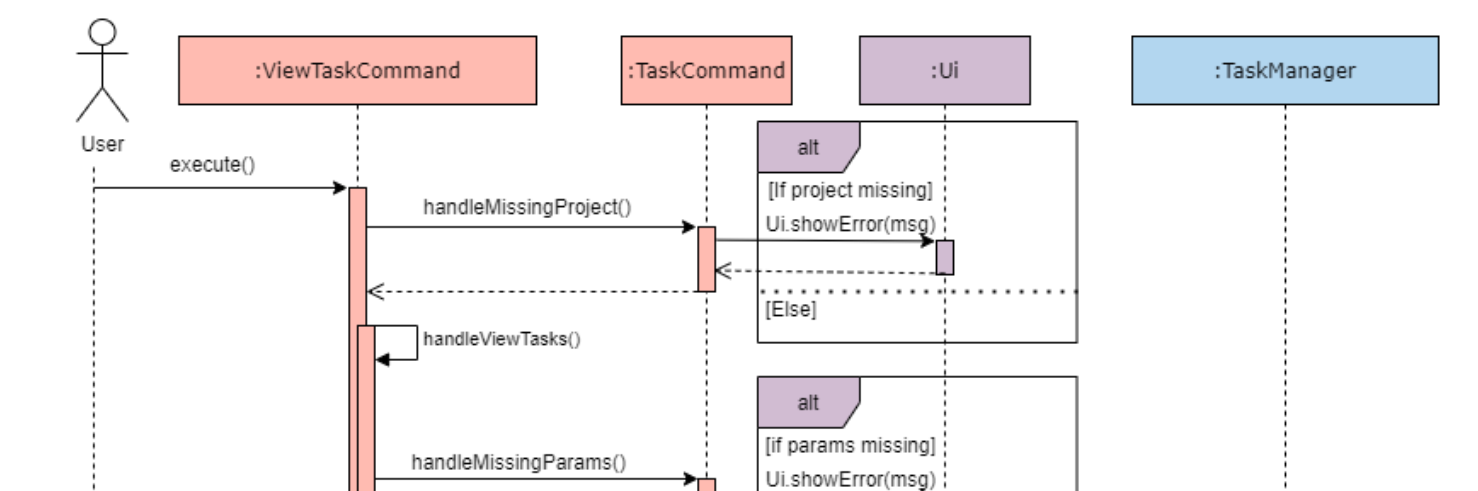 :ViewTaskCommand
:TaskCommand
:Ui
:TaskManager
User
alt
execute()
[If project missing]
handleMissingProject()
Ui.showError(msg)
[Else]
handleViewTasks()
alt
[if params missing]
handleMissingParams()
Ui.showError(msg)